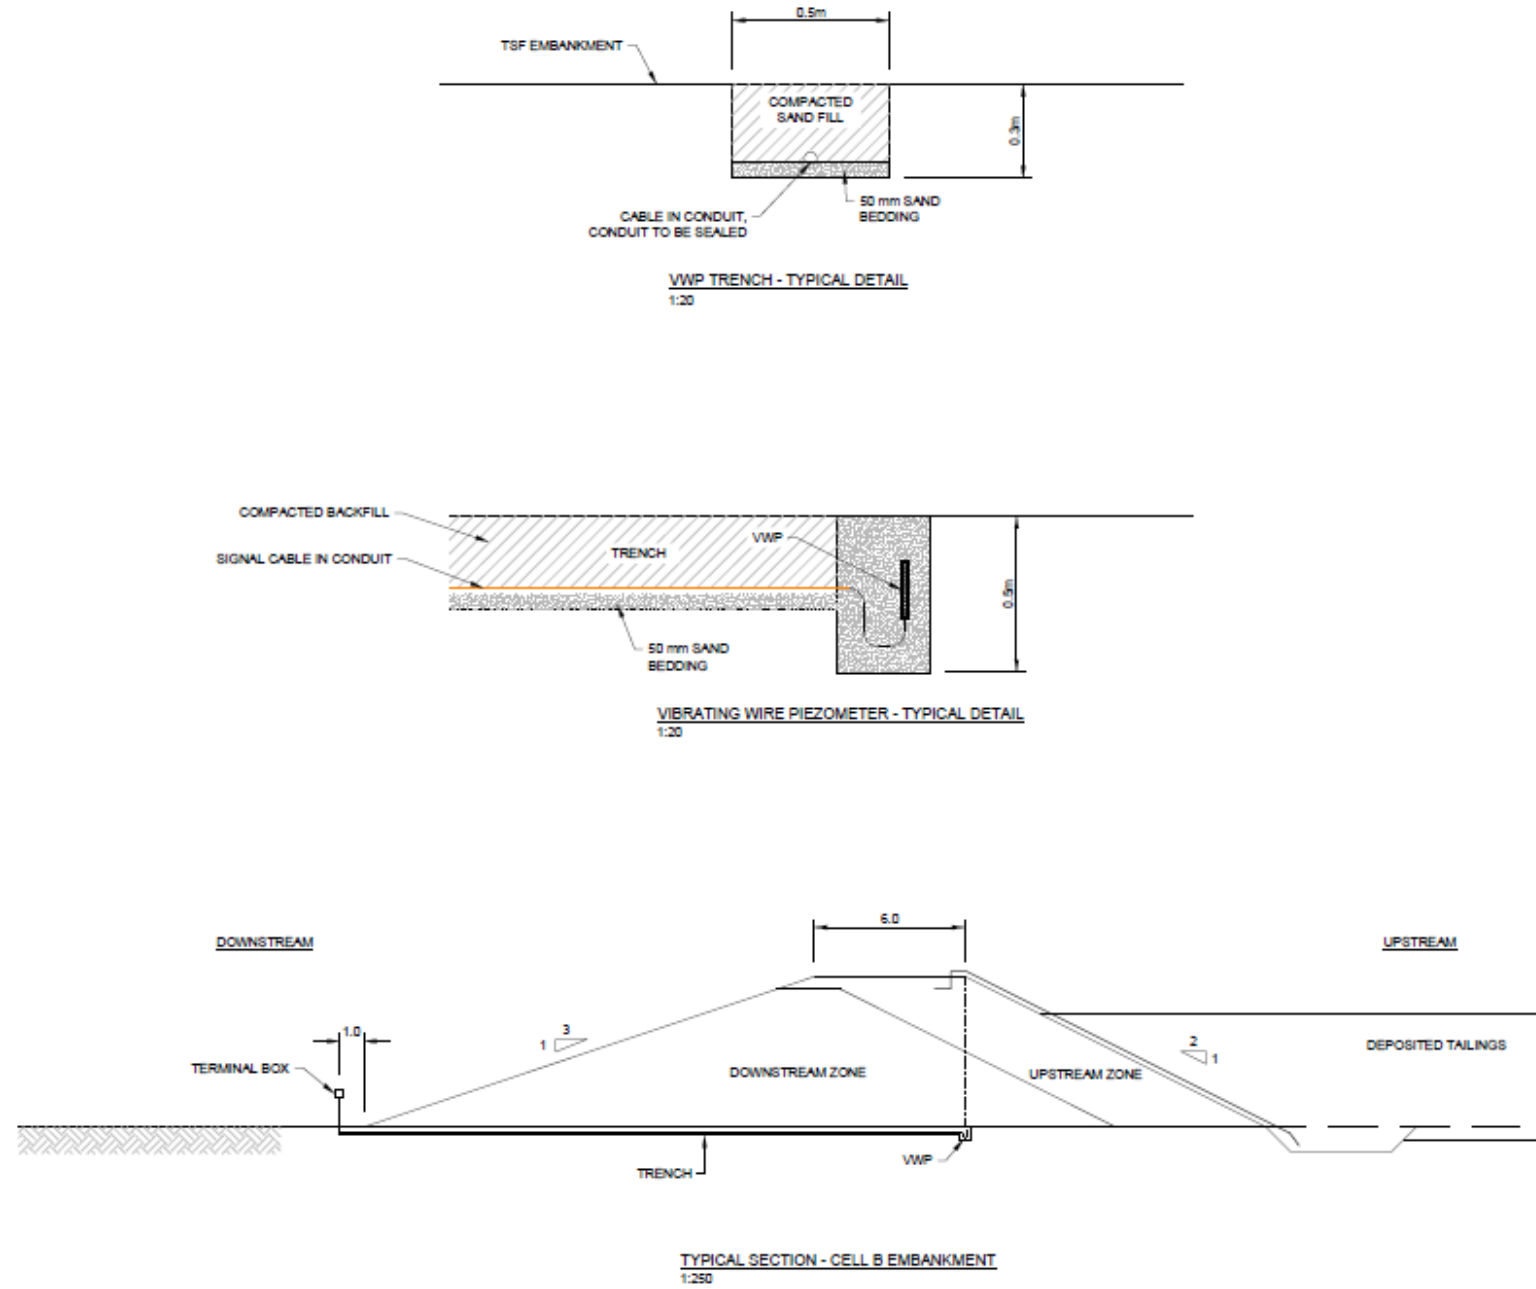 0.5m
TSF EMBANKMENT
COMPACTED
SAND FILL
0.3m
50 mm SAND
BEDDING
CABLE IN CONDUIT,
CONDUIT TO BE SEALED
VWP TRENCH - TYPICAL DETAIL
1:20
COMPACTED BACKFILL
SIGNAL CABLE IN CONDUIT
TRENCH
VWP
0.5m
50 mm SAND
BEDDING
VIBRATING WIRE PIEZOMETER - TYPICAL DETAIL
1:20
6.0
DOWNSTREAM
UPSTREAM
1.0
3
1
2
1
TERMINAL BOX
DOWNSTREAM ZONE
UPSTREAM ZONE
DEPOSITED TAILINGS
VWP
TRENCH
TYPICAL SECTION - CELL B EMBANKMENT
1:250